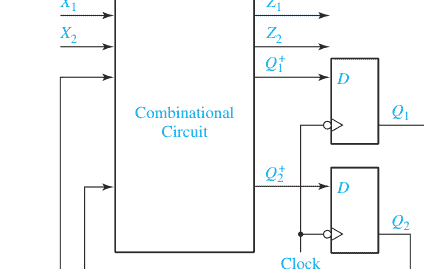 X₁
Z₁
X₂
Z₂
Q₁⁺
D
Combinational
Circuit
Q₁
Q₂⁺
D
Q₂
Clock